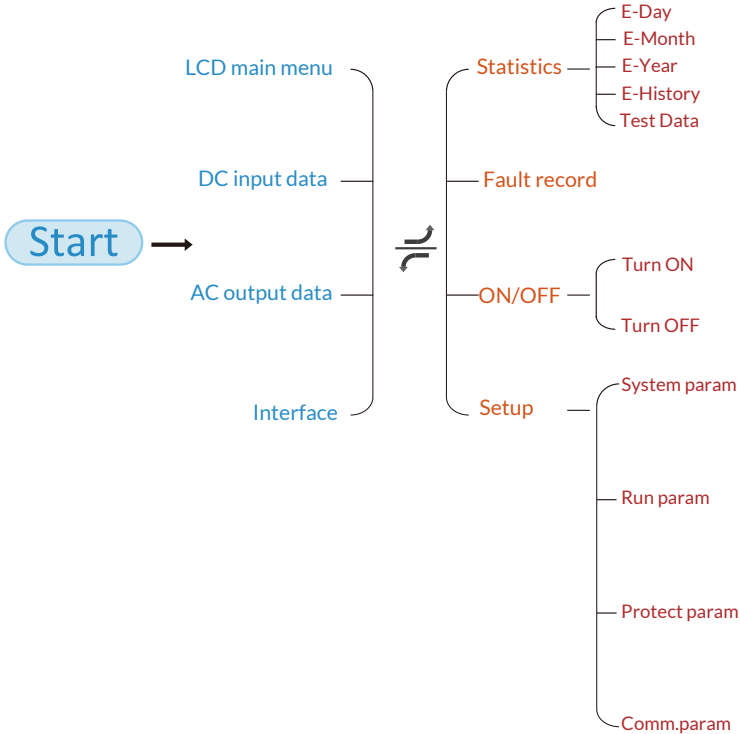 Start
LCD main menu
DC input data
AC output data
Interface
Statistics
E-Day
E-Month
E-Year
E-History
Test Data
Fault record
ON/OFF
Turn ON
Turn OFF
Setup
System param
Run param
Protect param
Comm.param